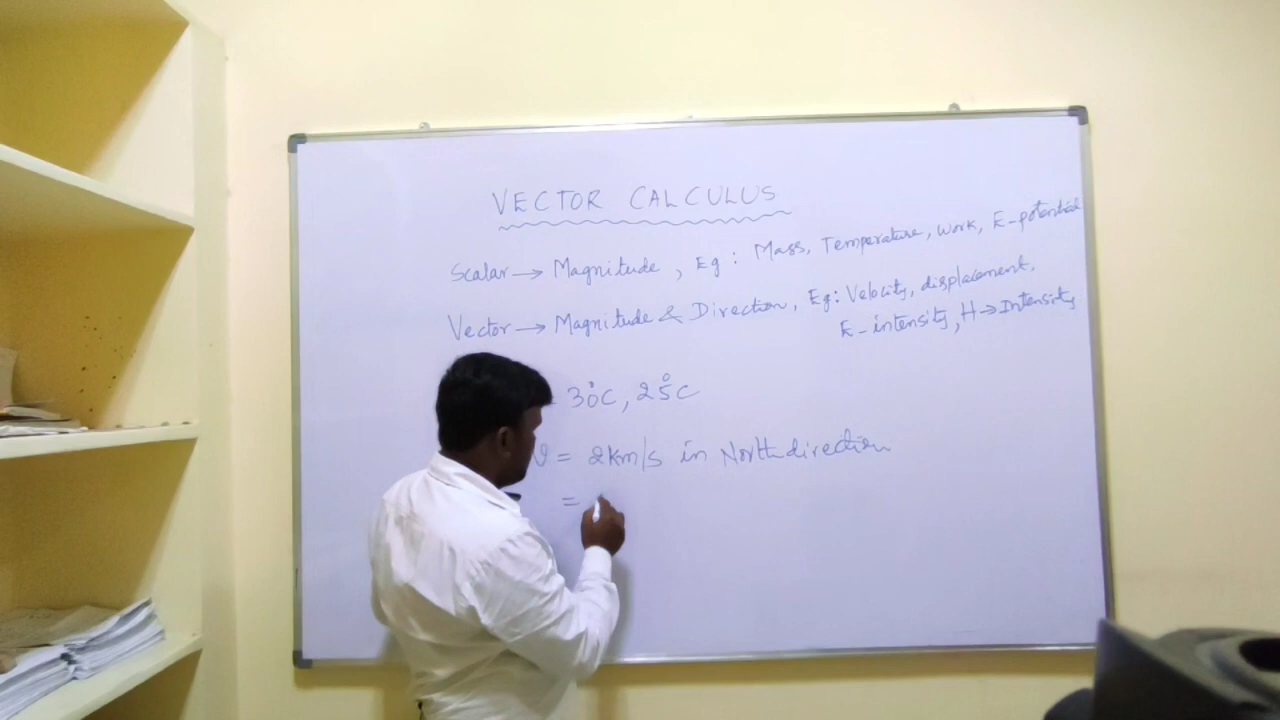 VECTOR CALCULUS
Scalar → Magnitude, Eg: Mass, Temperature, Work, E-potential
Vector → Magnitude & Direction, Eg: Velocity, displacement,
E-intensity, H→Intensity
30°C, 25°C
= 2km/s in North direction
=